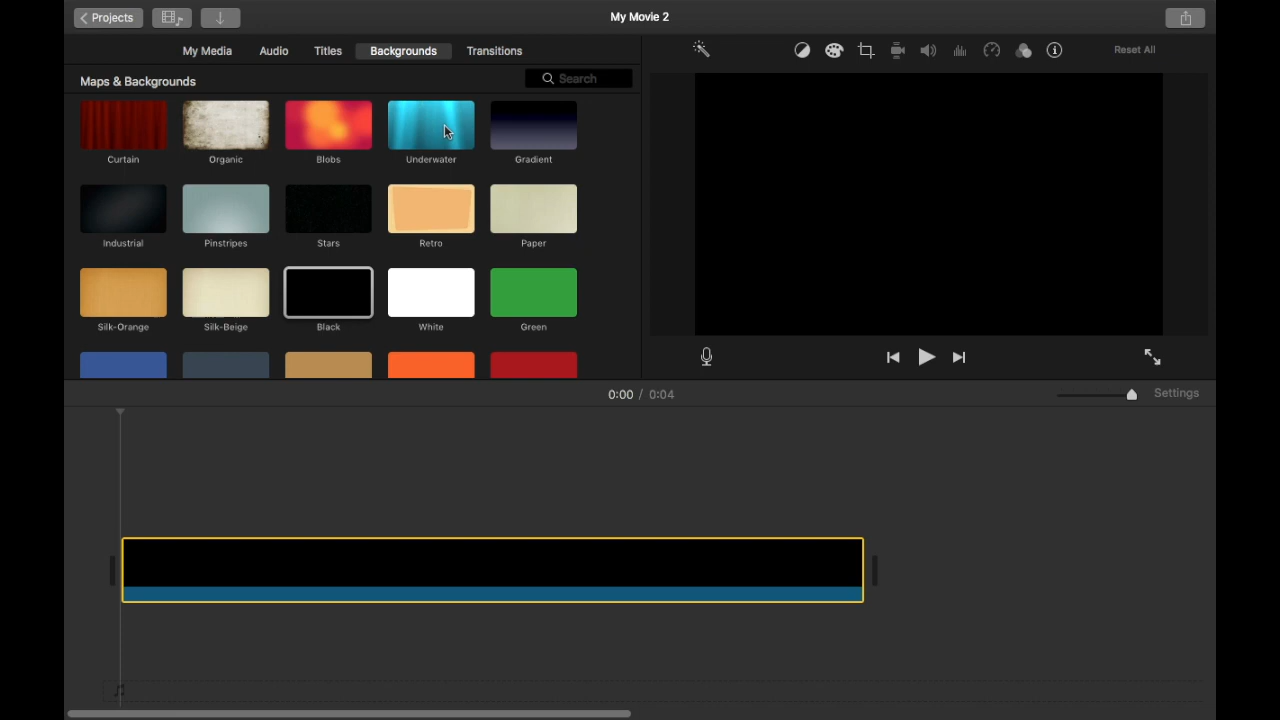 Projects
My Movie 2
My Media Audio Titles Backgrounds Transitions
Reset All
Maps & Backgrounds
Search
Curtain Organic Blobs Underwater Gradient
Industrial Pinstripes Stars Retro Paper
Silk-Orange Silk-Beige Black White Green
0:00 / 0:04
Settings